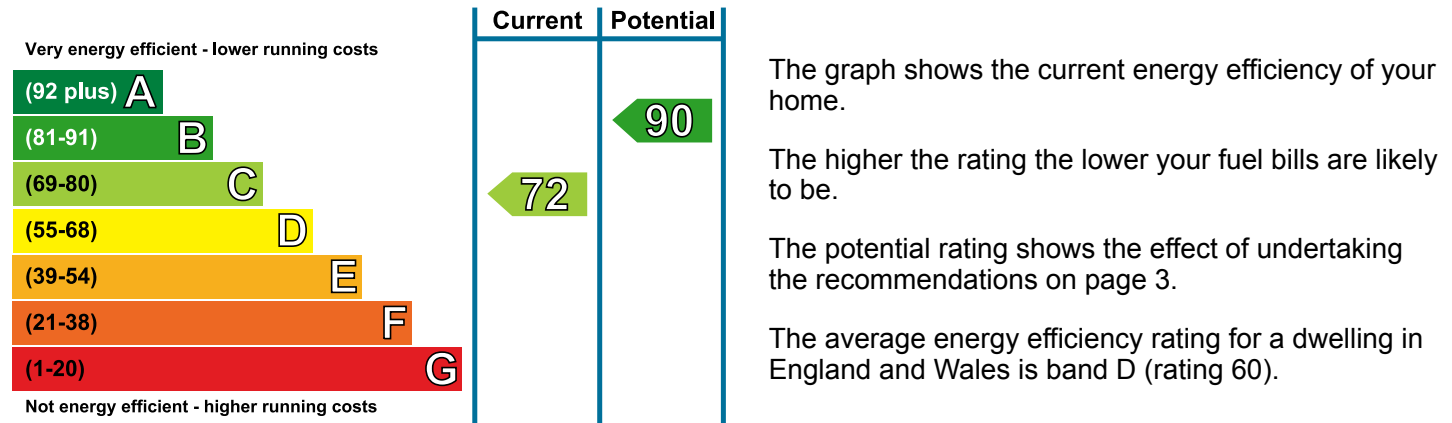 Current Potential
Very energy efficient - lower running costs
(92 plus) A
(81-91) B
(69-80) C
(55-68) D
(39-54) E
(21-38) F
(1-20) G
Not energy efficient - higher running costs
90
72
The graph shows the current energy efficiency of your
home.
The higher the rating the lower your fuel bills are likely
to be.
The potential rating shows the effect of undertaking
the recommendations on page 3.
The average energy efficiency rating for a dwelling in
England and Wales is band D (rating 60).